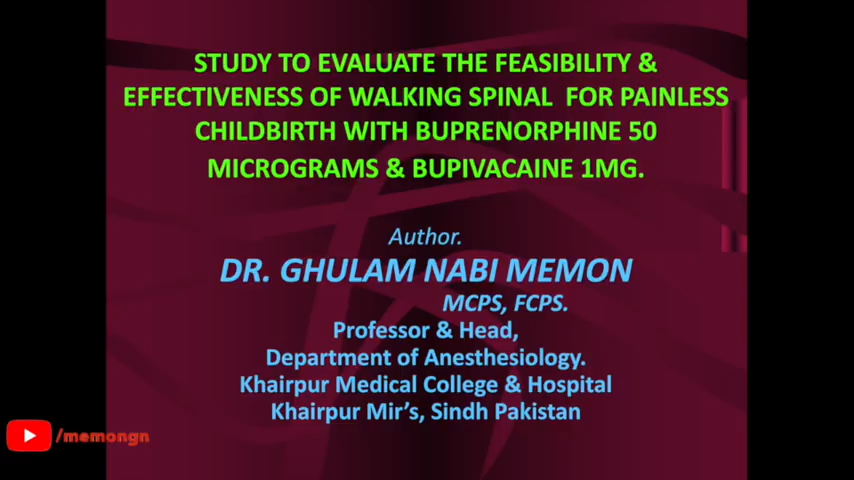 STUDY TO EVALUATE THE FEASIBILITY &
EFFECTIVENESS OF WALKING SPINAL FOR PAINLESS
CHILDBIRTH WITH BUPRENORPHINE 50
MICROGRAMS & BUPIVACAINE 1MG.
Author.
DR. GHULAM NABI MEMON
MCPS, FCPS.
Professor & Head,
Department of Anesthesiology.
Khairpur Medical College & Hospital
Khairpur Mir's, Sindh Pakistan
/memongn